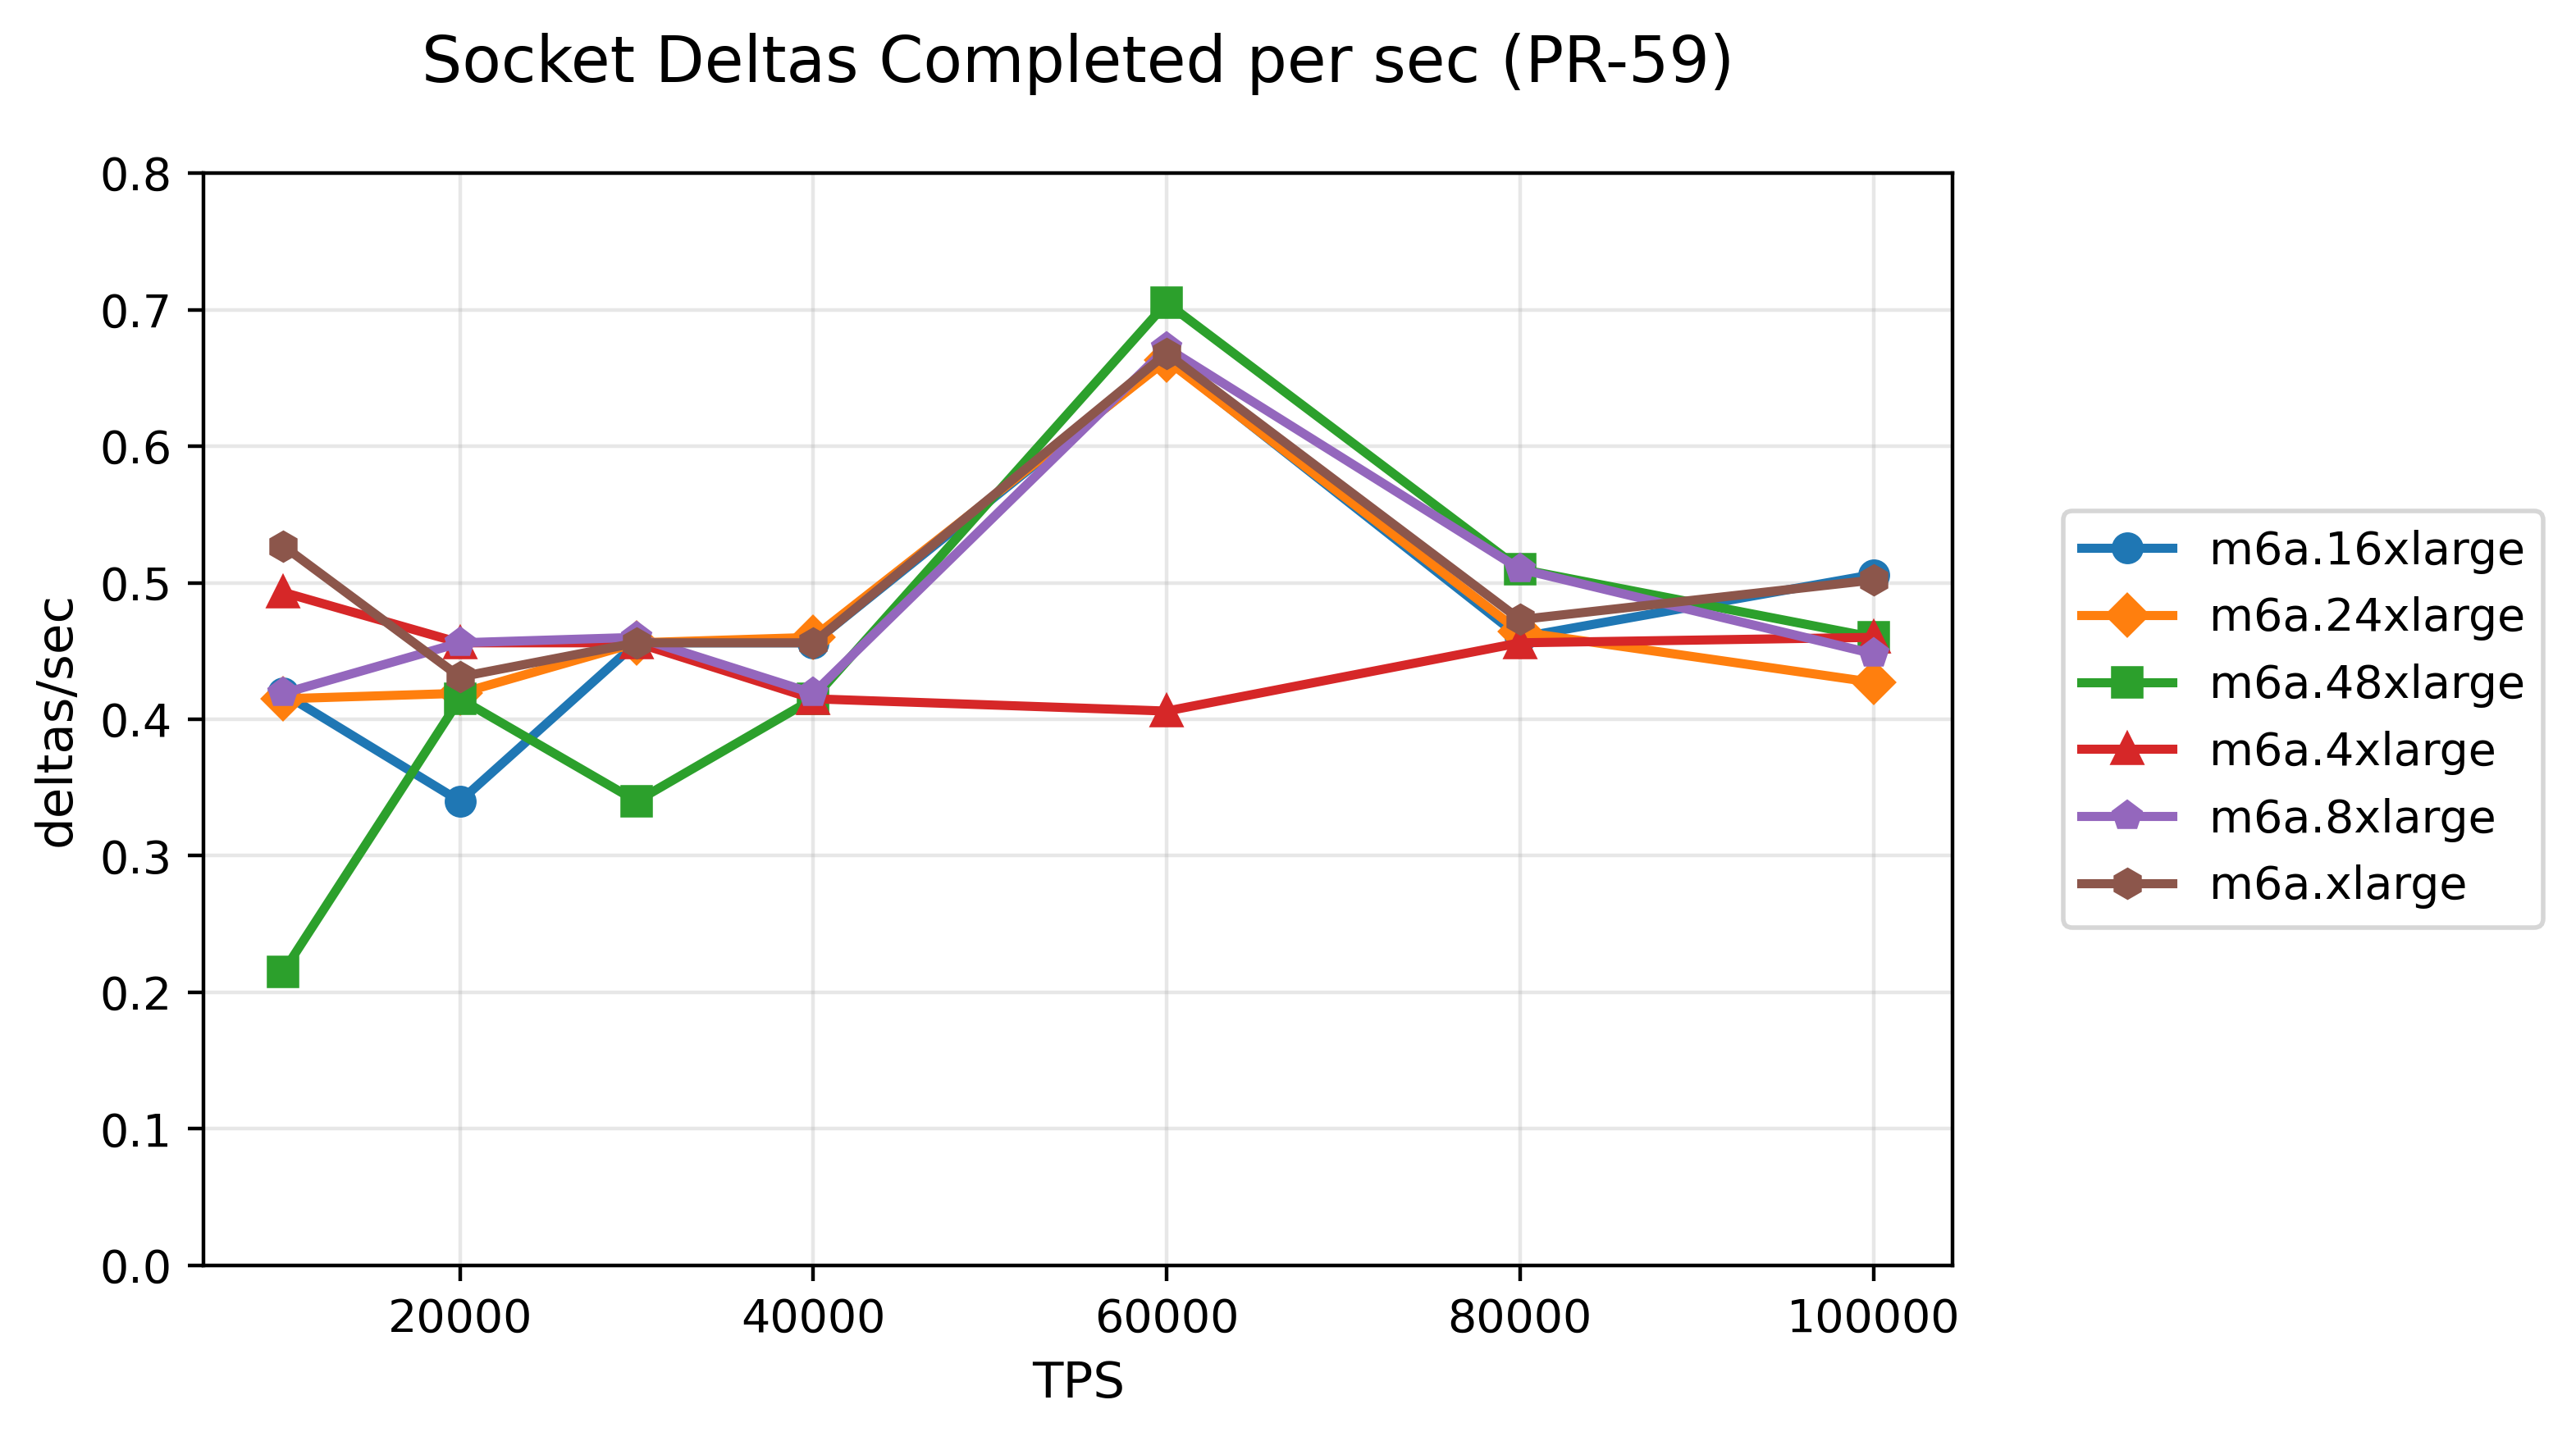 Socket Deltas Completed per sec (PR-59)
0.8
0.7
0.6
0.5
0.4
0.3
0.2
0.1
0.0
deltas/sec
20000 40000 60000 80000 100000
TPS
m6a.16xlarge
m6a.24xlarge
m6a.48xlarge
m6a.4xlarge
m6a.8xlarge
m6a.xlarge